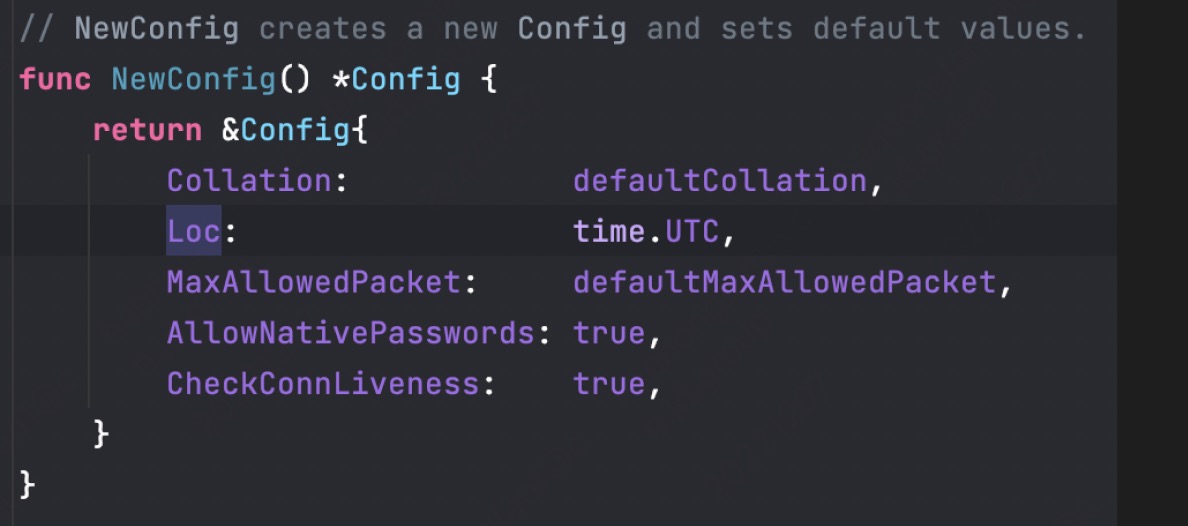 // NewConfig creates a new Config and sets default values.
func NewConfig() *Config {
    return &Config{
        Collation:            defaultCollation,
        Loc:                  time.UTC,
        MaxAllowedPacket:     defaultMaxAllowedPacket,
        AllowNativePasswords: true,
        CheckConnLiveness:    true,
    }
}